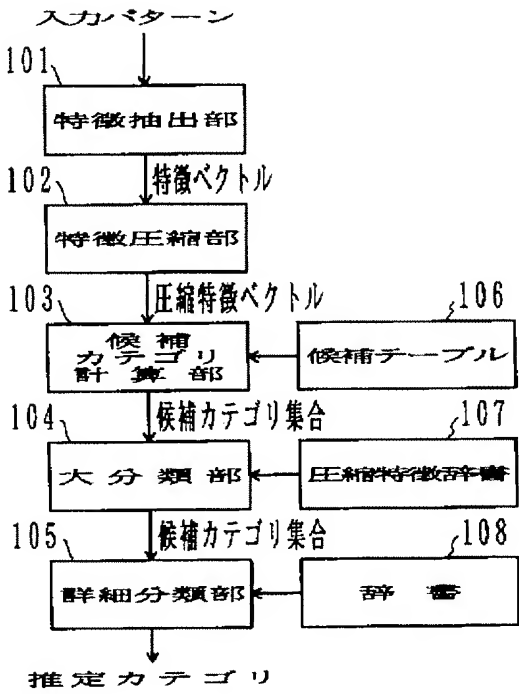 入力パターン
101
特徴抽出部
102
特徴ベクトル
特徴圧縮部
103
圧縮特徴ベクトル
106
候補
カテゴリ
計算部
候補テーブル
104
候補カテゴリ集合
107
大分類部
圧縮特徴辞書
105
候補カテゴリ集合
108
詳細分類部
辞書
推定カテゴリ